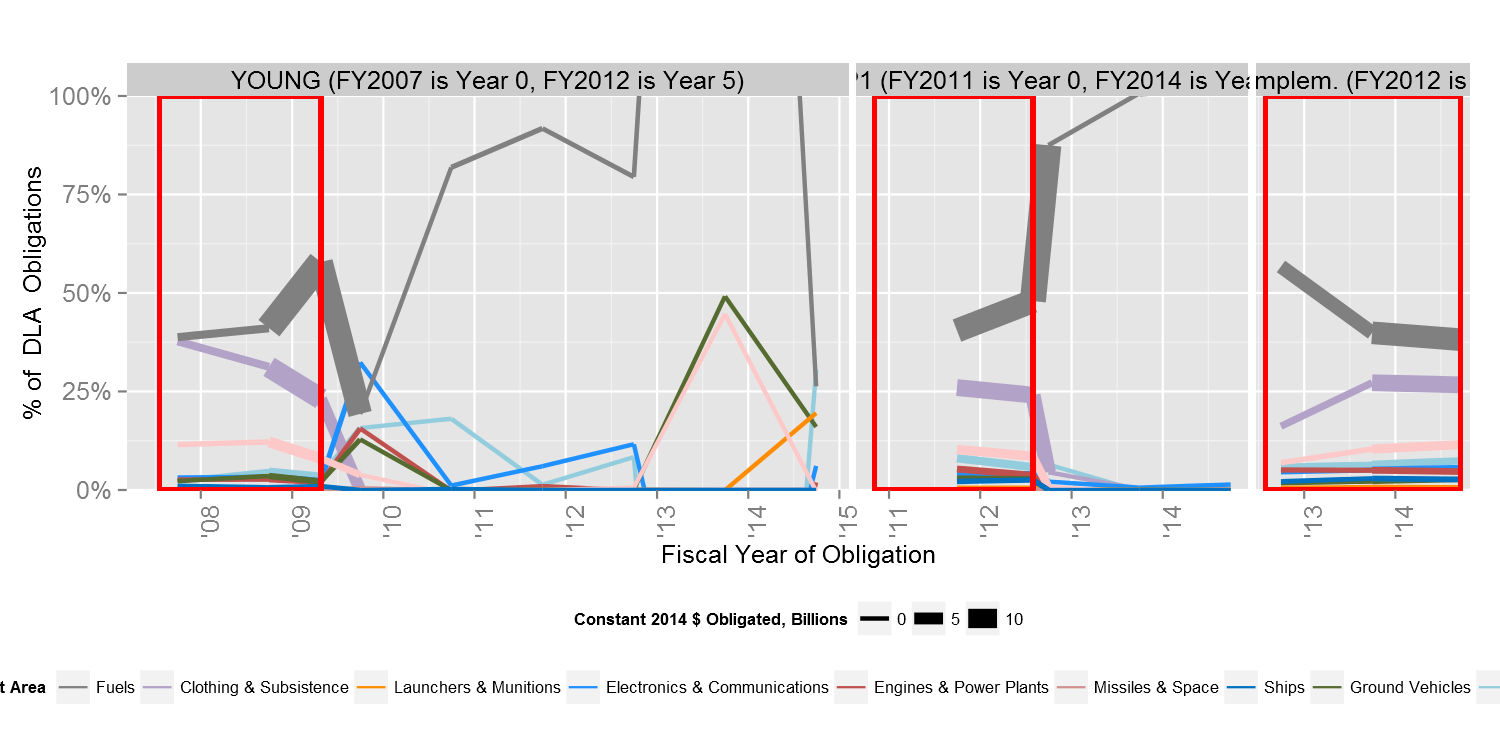 YOUNG (FY2007 is Year 0, FY2012 is Year 5)
P1 (FY2011 is Year 0, FY2014 is Yea
mplem. (FY2012 is
100%
75%
50%
25%
0%
% of DLA Obligations
'08 '09 '10 '11 '12 '13 '14 '15
'11 '12 '13 '14
'13 '14
Fiscal Year of Obligation
Constant 2014 $ Obligated, Billions 0 5 10
t Area Fuels Clothing & Subsistence Launchers & Munitions Electronics & Communications Engines & Power Plants Missiles & Space Ships Ground Vehicles